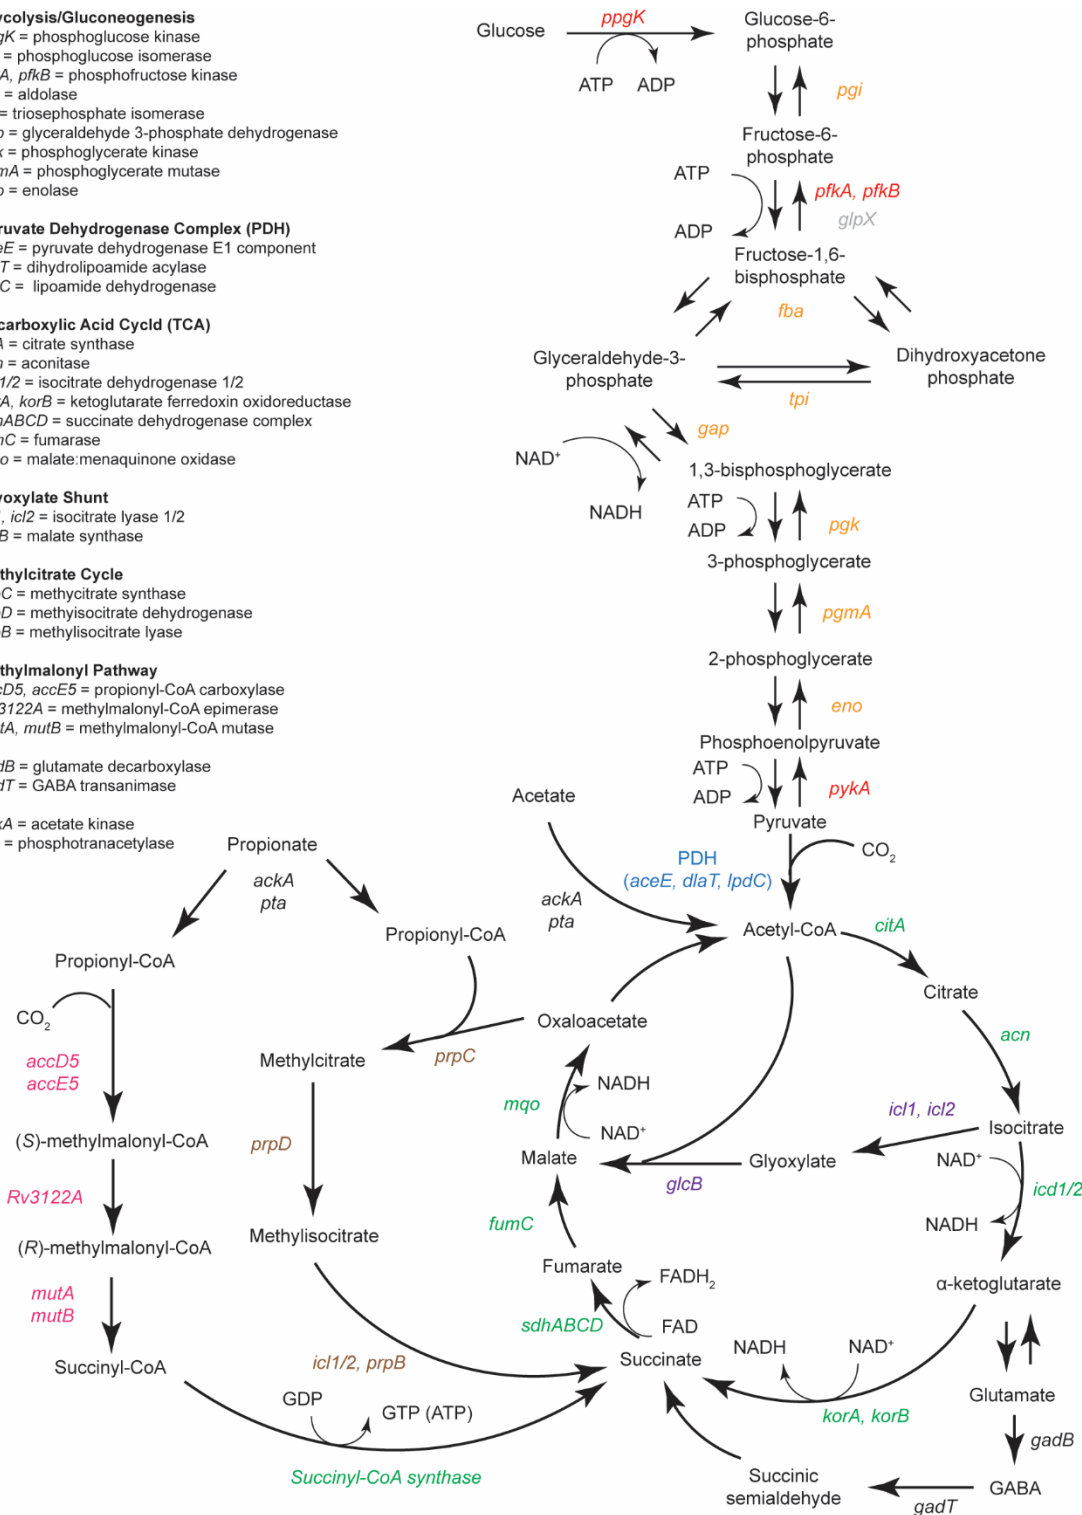 ycolysis/Gluconeogenesis
gK = phosphoglucose kinase
= phosphoglucose isomerase
A, pfkB = phosphofructose kinase
= aldolase
= triosephosphate isomerase
o = glyceraldehyde 3-phosphate dehydrogenase
k = phosphoglycerate kinase
mA = phosphoglycerate mutase
o = enolase
ruvate Dehydrogenase Complex (PDH)
eE = pyruvate dehydrogenase E1 component
T = dihydrolipoamide acylase
C = lipoamide dehydrogenase
carboxylic Acid Cycld (TCA)
A = citrate synthase
n = aconitase
1/2 = isocitrate dehydrogenase 1/2
A, korB = ketoglutarate ferredoxin oxidoreductase
hABCD = succinate dehydrogenase complex
mC = fumarase
o = malate:menaquinone oxidase
yoxylate Shunt
, icl2 = isocitrate lyase 1/2
B = malate synthase
thylcitrate Cycle
C = methycitrate synthase
D = methyisocitrate dehydrogenase
B = methylisocitrate lyase
thylmalonyl Pathway
cD5, accE5 = propionyl-CoA carboxylase
3122A = methylmalonyl-CoA epimerase
tA, mutB = methylmalonyl-CoA mutase
dB = glutamate decarboxylase
dT = GABA transanimase
kA = acetate kinase
= phosphotranacetylase
Glucose
ppgK
ATP
ADP
Glucose-6-
phosphate
pgi
Fructose-6-
phosphate
ATP
ADP
pfkA, pfkB
glpX
Fructose-1,6-
bisphosphate
fba
Glyceraldehyde-3-
phosphate
Dihydroxyacetone
phosphate
tpi
gap
NAD+
NADH
1,3-bisphosphoglycerate
ATP
ADP
pgk
3-phosphoglycerate
pgmA
2-phosphoglycerate
eno
Phosphoenolpyruvate
ATP
ADP
pykA
Pyruvate
CO2
PDH
(aceE, dlaT, lpdC)
Acetate
ackA
pta
Acetyl-CoA
citA
Citrate
acn
Isocitrate
icl1, icl2
NAD+
NADH
icd1/2
Glyoxylate
glcB
Malate
mqo
NADH
NAD+
Oxaloacetate
fumC
Fumarate
FADH2
FAD
sdhABCD
Succinate
NADH
NAD+
korA, korB
α-ketoglutarate
Glutamate
gadB
GABA
gadT
Succinic
semialdehyde
Propionate
ackA
pta
Propionyl-CoA
Propionyl-CoA
CO2
accD5
accE5
(S)-methylmalonyl-CoA
Rv3122A
(R)-methylmalonyl-CoA
mutA
mutB
Succinyl-CoA
GDP
GTP (ATP)
Succinyl-CoA synthase
prpC
Methylcitrate
prpD
Methylisocitrate
icl1/2, prpB